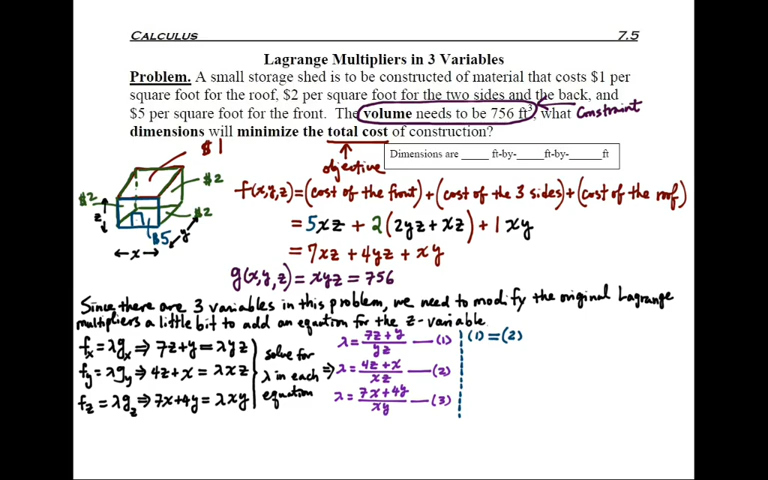 CALCULUS 7.5
Lagrange Multipliers in 3 Variables
Problem. A small storage shed is to be constructed of material that costs $1 per
square foot for the roof, $2 per square foot for the two sides and the back, and
$5 per square foot for the front. The volume needs to be 756 ft³, what constraint
dimensions will minimize the total cost of construction?
Dimensions are _____ ft-by-_____ft-by-______ft
objective
$1
$2
$2
$2
$5
z
x
y
f(x,y,z)=(cost of the front)+(cost of the 3 sides)+(cost of the roof)
= 5xz + 2(2yz+xz)+1xy
= 7xz + 4yz + xy
g(x,y,z)=xyz=756
Since there are 3 variables in this problem, we need to modify the original Lagrange
multipliers a little bit to add an equation for the z-variable.
fx=λgx⇒7z+y=λyz
fy=λgy⇒4z+x=λxz
fz=λgz⇒7x+4y=λxy
solve for
λ in each ⇒
equation
λ=(7z+y)/(yz) —(1)
λ=(4z+x)/(xz) —(2)
λ=(7x+4y)/(xy) —(3)
(1)=(2)